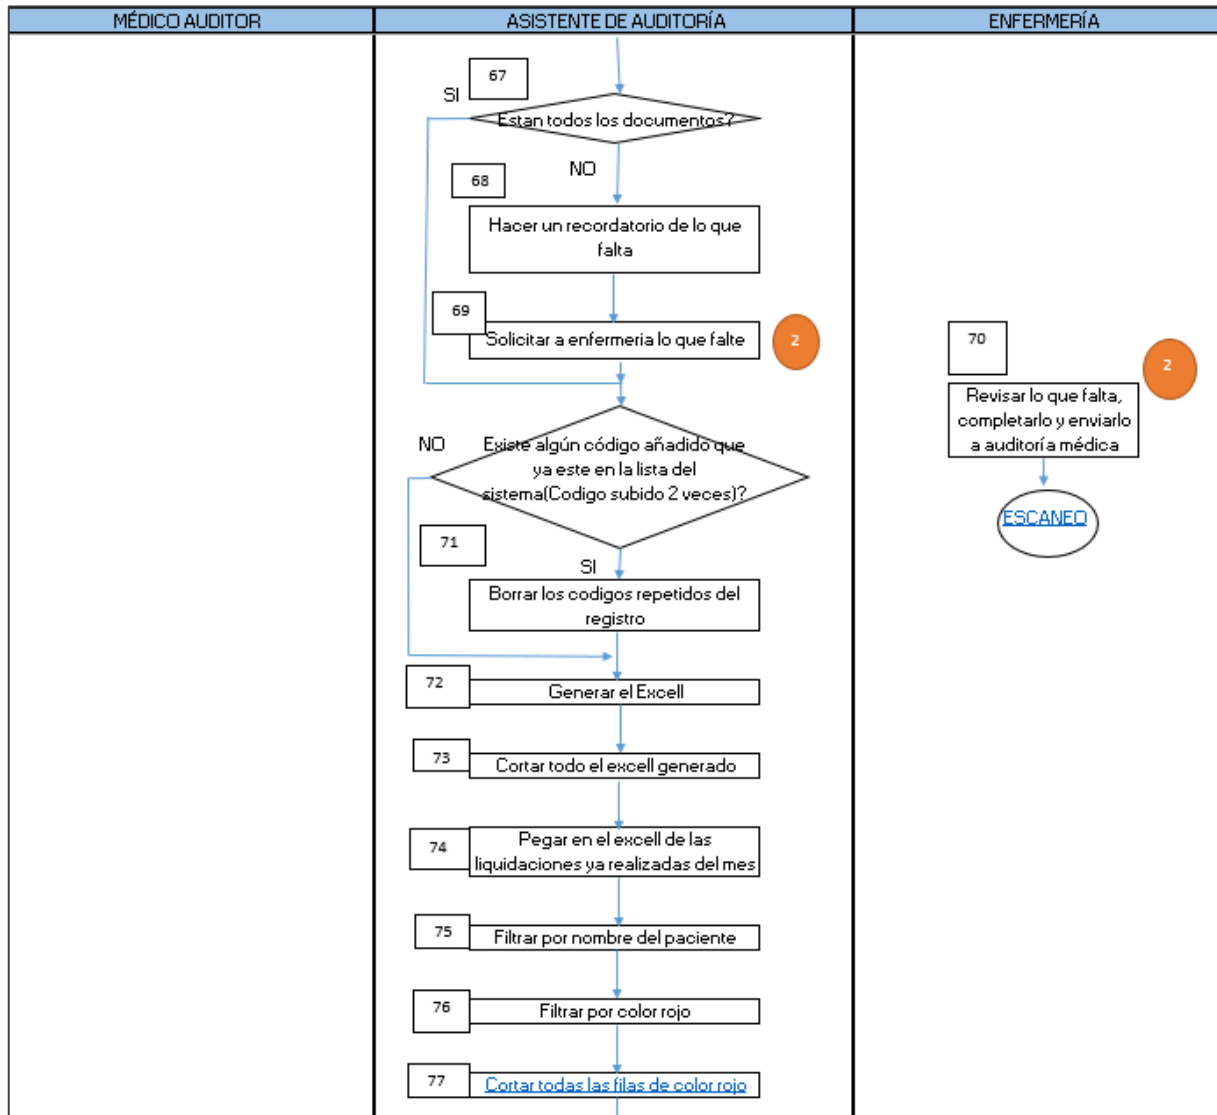 MÉDICO AUDITOR
ASISTENTE DE AUDITORÍA
ENFERMERÍA
67
SI
Estan todos los documentos?
NO
68
Hacer un recordatorio de lo que
falta
69
Solicitar a enfermeria lo que falte
2
70
2
Revisar lo que falta,
completarlo y enviarlo
a auditoría médica
ESCANEO
NO
Existe algún código añadido que
ya este en la lista del
sistema(Codigo subido 2 veces)?
71
SI
Borrar los codigos repetidos del
registro
72
Generar el Excell
73
Cortar todo el excell generado
74
Pegar en el excell de las
liquidaciones ya realizadas del mes
75
Filtrar por nombre del paciente
76
Filtrar por color rojo
77
Cortar todas las filas de color rojo